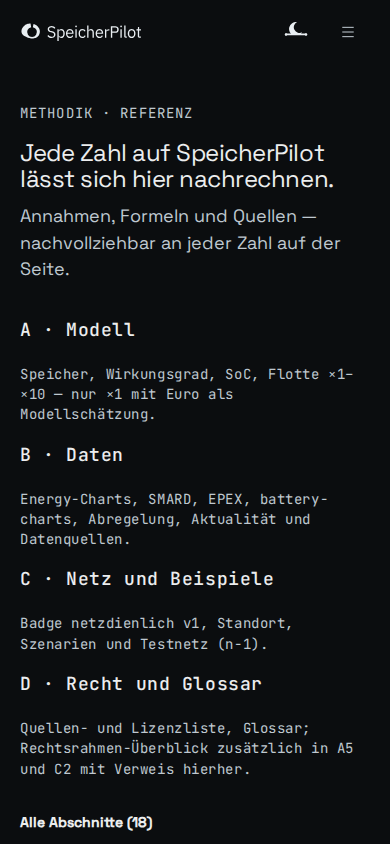 SpeicherPilot
METHODIK · REFERENZ
Jede Zahl auf SpeicherPilot
lässt sich hier nachrechnen.
Annahmen, Formeln und Quellen —
nachvollziehbar an jeder Zahl auf der
Seite.
A · Modell
Speicher, Wirkungsgrad, SoC, Flotte ×1–
×10 — nur ×1 mit Euro als
Modellschätzung.
B · Daten
Energy-Charts, SMARD, EPEX, battery-
charts, Abregelung, Aktualität und
Datenquellen.
C · Netz und Beispiele
Badge netzdienlich v1, Standort,
Szenarien und Testnetz (n-1).
D · Recht und Glossar
Quellen- und Lizenzliste, Glossar;
Rechtsrahmen-Überblick zusätzlich in A5
und C2 mit Verweis hierher.
Alle Abschnitte (18)